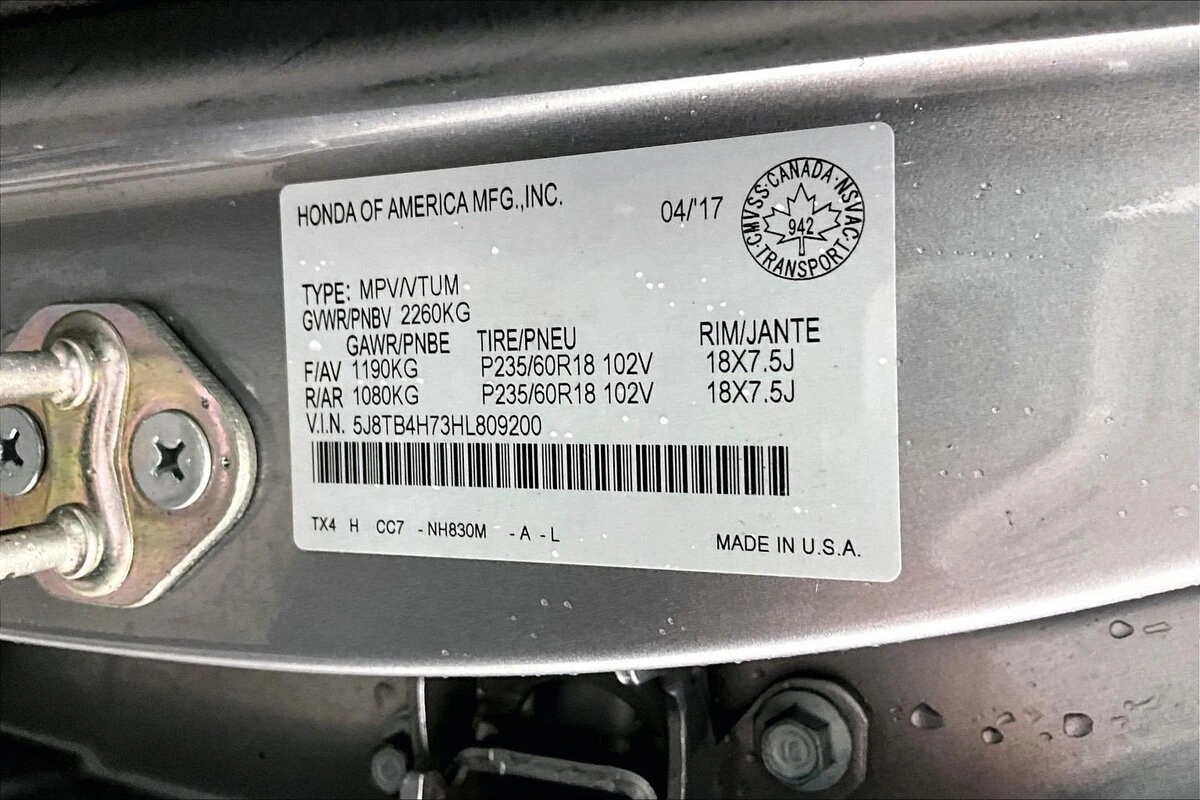 HONDA OF AMERICA MFG.,INC.
04/'17
CMVSS·CANADA·NSVAC·TRANSPORT·
942
TYPE: MPV/VTUM
GVWR/PNBV 2260KG
GAWR/PNBE TIRE/PNEU RIM/JANTE
F/AV 1190KG P235/60R18 102V 18X7.5J
R/AR 1080KG P235/60R18 102V 18X7.5J
V.I.N. 5J8TB4H73HL809200
TX4 H CC7 - NH830M - A - L
MADE IN U.S.A.